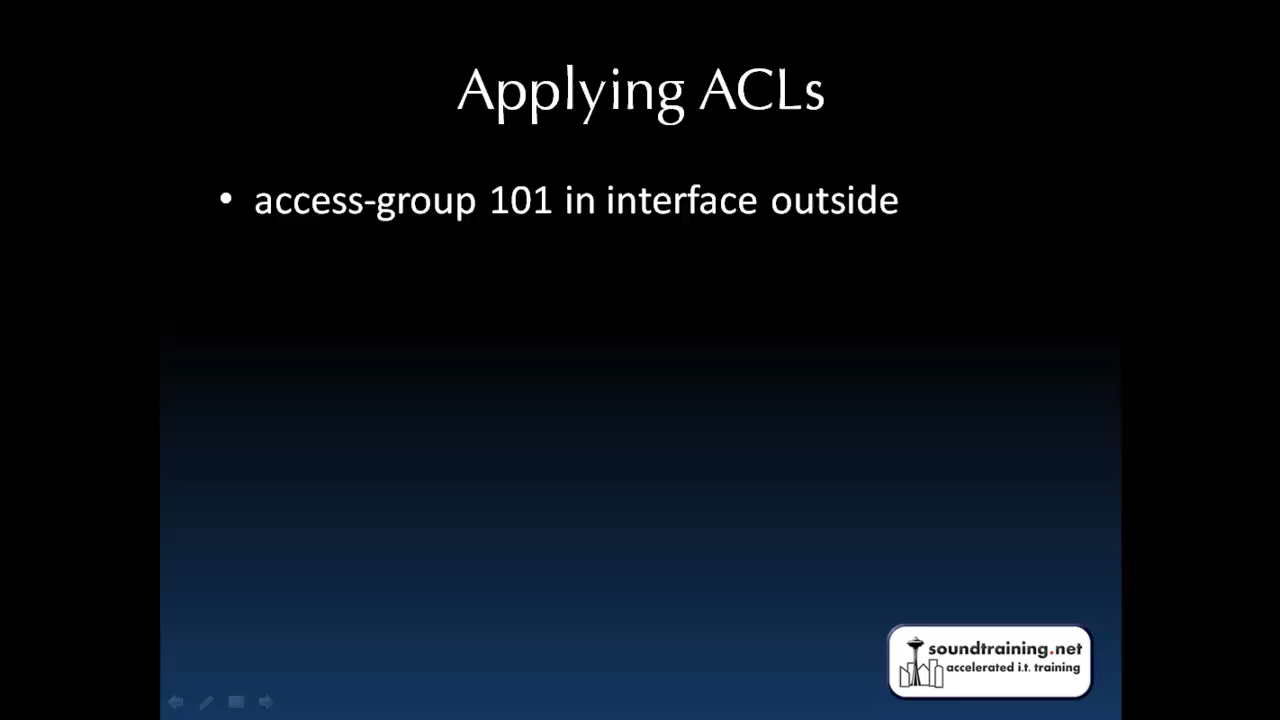 Applying ACLs
• access-group 101 in interface outside
soundtraining.net
accelerated i.t. training